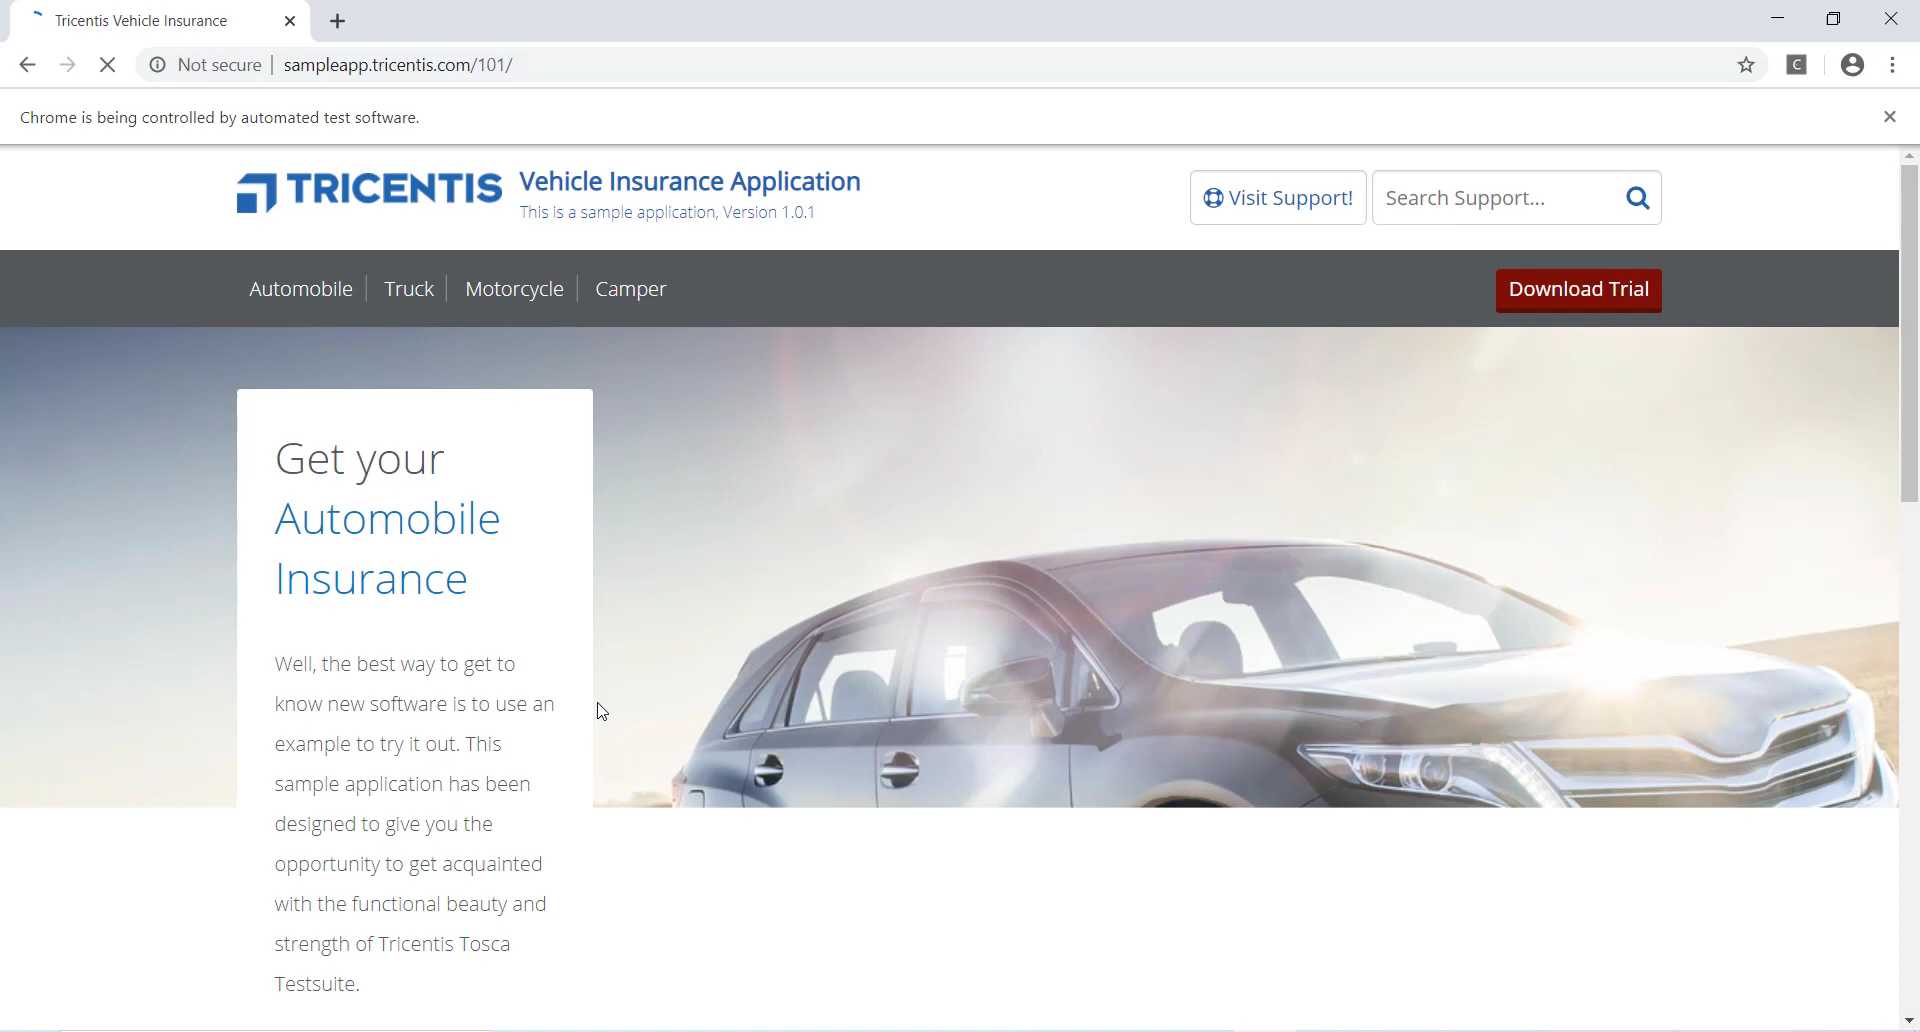 Tricentis Vehicle Insurance
Not secure
sampleapp.tricentis.com/101/
C
Chrome is being controlled by automated test software.
TRICENTIS
Vehicle Insurance Application
This is a sample application, Version 1.0.1
Visit Support!
Search Support...
Automobile
Truck
Motorcycle
Camper
Download Trial
Get your
Automobile
Insurance
Well, the best way to get to
know new software is to use an
example to try it out. This
sample application has been
designed to give you the
opportunity to get acquainted
with the functional beauty and
strength of Tricentis Tosca
Testsuite.